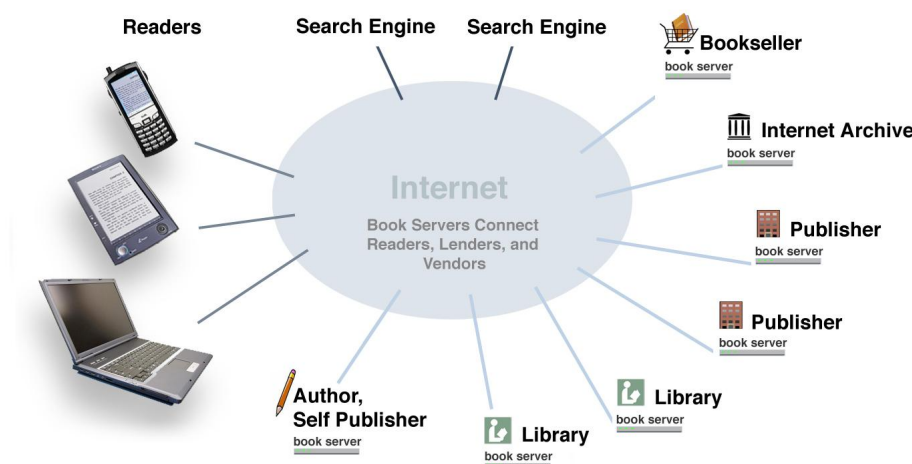 Readers
Search Engine
Search Engine
Bookseller
book server
Internet Archive
book server
Internet
Book Servers Connect
Readers, Lenders, and
Vendors
Publisher
book server
Publisher
book server
Author,
Self Publisher
book server
Library
book server
Library
book server